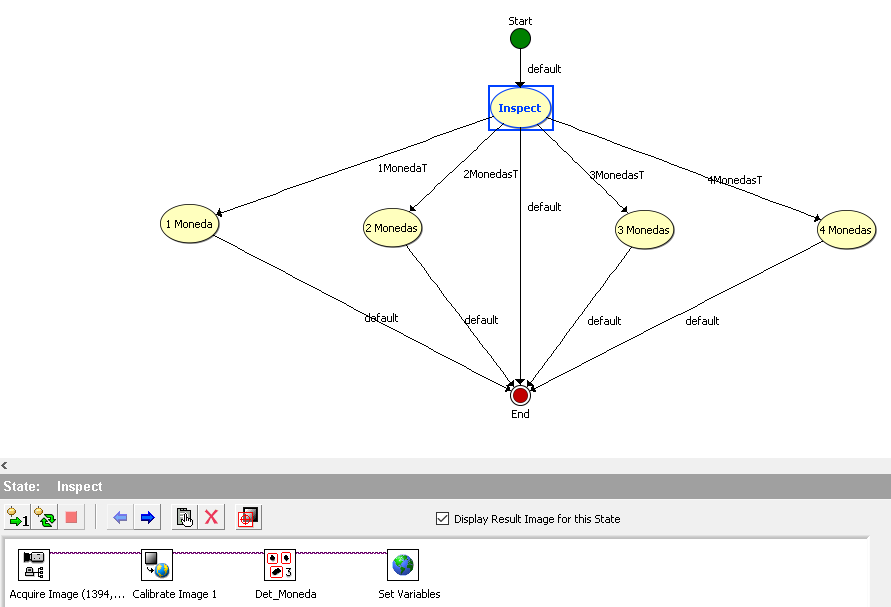 Start
default
Inspect
1MonedaT
2MonedasT
3MonedasT
4MonedasT
default
1 Moneda
2 Monedas
3 Monedas
4 Monedas
default
default
default
default
End
State: Inspect
1
Display Result Image for this State
3
Acquire Image (1394,...
Calibrate Image 1
Det_Moneda
Set Variables